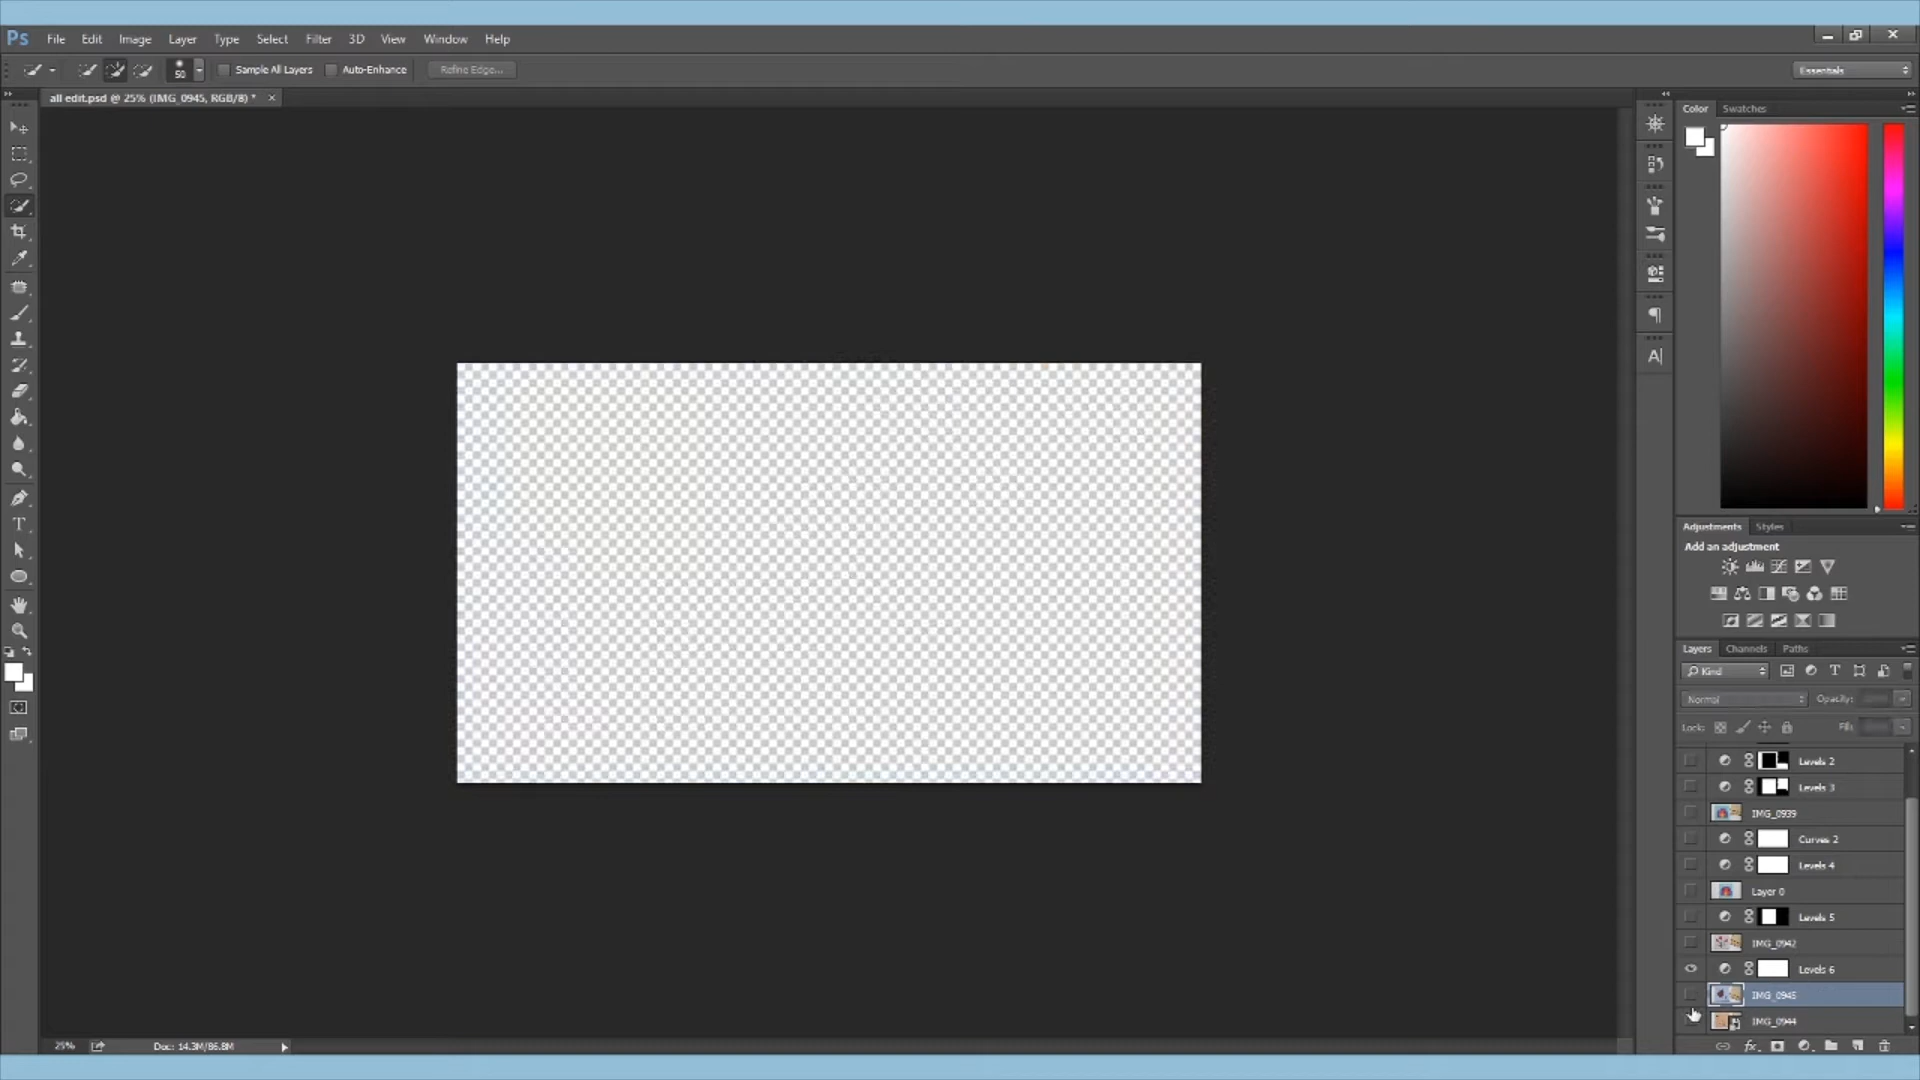 Ps File Edit Image Layer Type Select Filter 3D View Window Help
50 Sample All Layers Auto-Enhance Refine Edge... Essentials
all edit.psd @ 25% (IMG_0945, RGB/8) * ×
Color Swatches
Adjustments Styles
Add an adjustment
Layers Channels Paths
Kind
Normal Opacity:
Lock: Fill:
Levels 2
Levels 3
IMG_0939
Curves 2
Levels 4
Layer 0
Levels 5
IMG_0942
Levels 6
IMG_0945
IMG_0944
25% Doc: 14.3M/86.8M